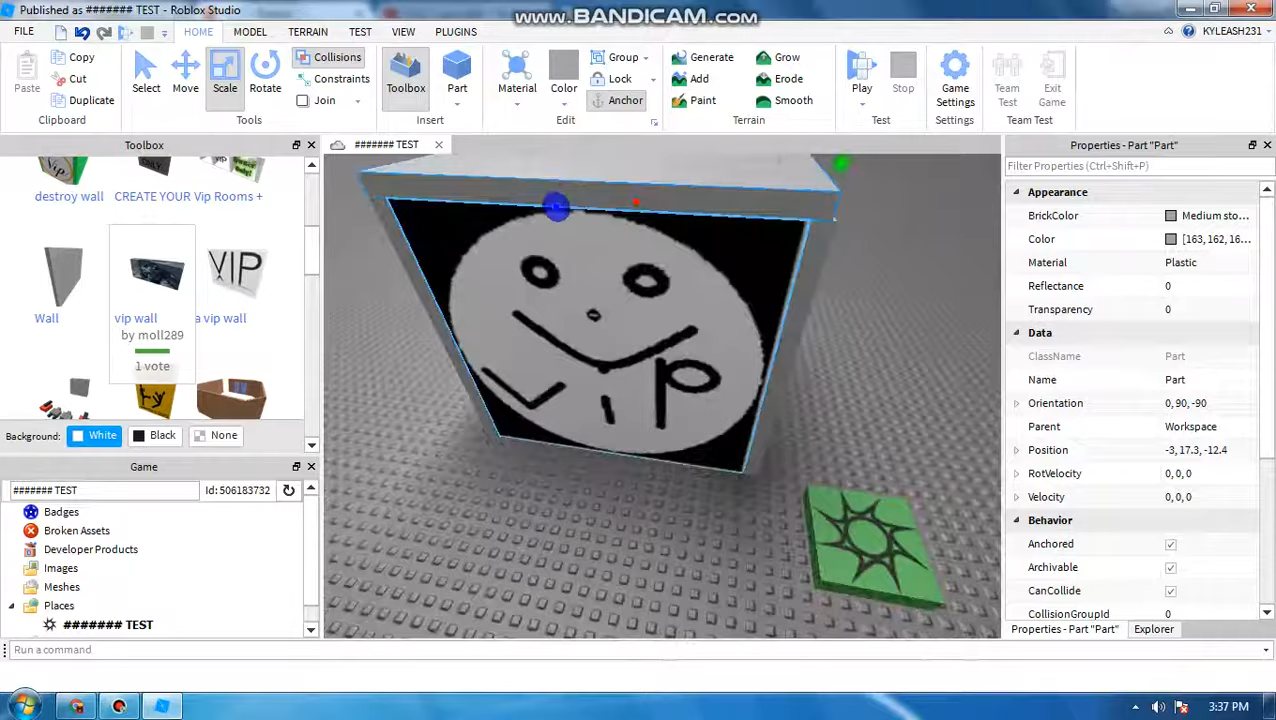 Published as ####### TEST - Roblox Studio
www.BANDICAM.com
FILE
HOME
MODEL
TERRAIN
TEST
VIEW
PLUGINS
KYLEASH231
Paste
Copy
Cut
Duplicate
Clipboard
Select
Move
Scale
Rotate
Collisions
Constraints
Join
Tools
Toolbox
Part
Insert
Material
Color
Group
Lock
Anchor
Edit
Generate
Add
Paint
Grow
Erode
Smooth
Terrain
Play
Stop
Test
Game
Settings
Settings
Team
Test
Exit
Game
Team Test
Toolbox
destroy wall
CREATE YOUR Vip Rooms +
VIP
Wall
vip wall
by moll289
1 vote
a vip wall
Background:
White
Black
None
Game
####### TEST
Id: 506183732
Badges
Broken Assets
Developer Products
Images
Meshes
Places
####### TEST
####### TEST
ViP
Properties - Part "Part"
Filter Properties (Ctrl+Shift+P)
Appearance
BrickColor Medium sto...
Color [163, 162, 16...
Material Plastic
Reflectance 0
Transparency 0
Data
ClassName Part
Name Part
Orientation 0, 90, -90
Parent Workspace
Position -3, 17.3, -12.4
RotVelocity 0, 0, 0
Velocity 0, 0, 0
Behavior
Anchored
Archivable
CanCollide
CollisionGroupId 0
Properties - Part "Part"
Explorer
Run a command
3:37 PM